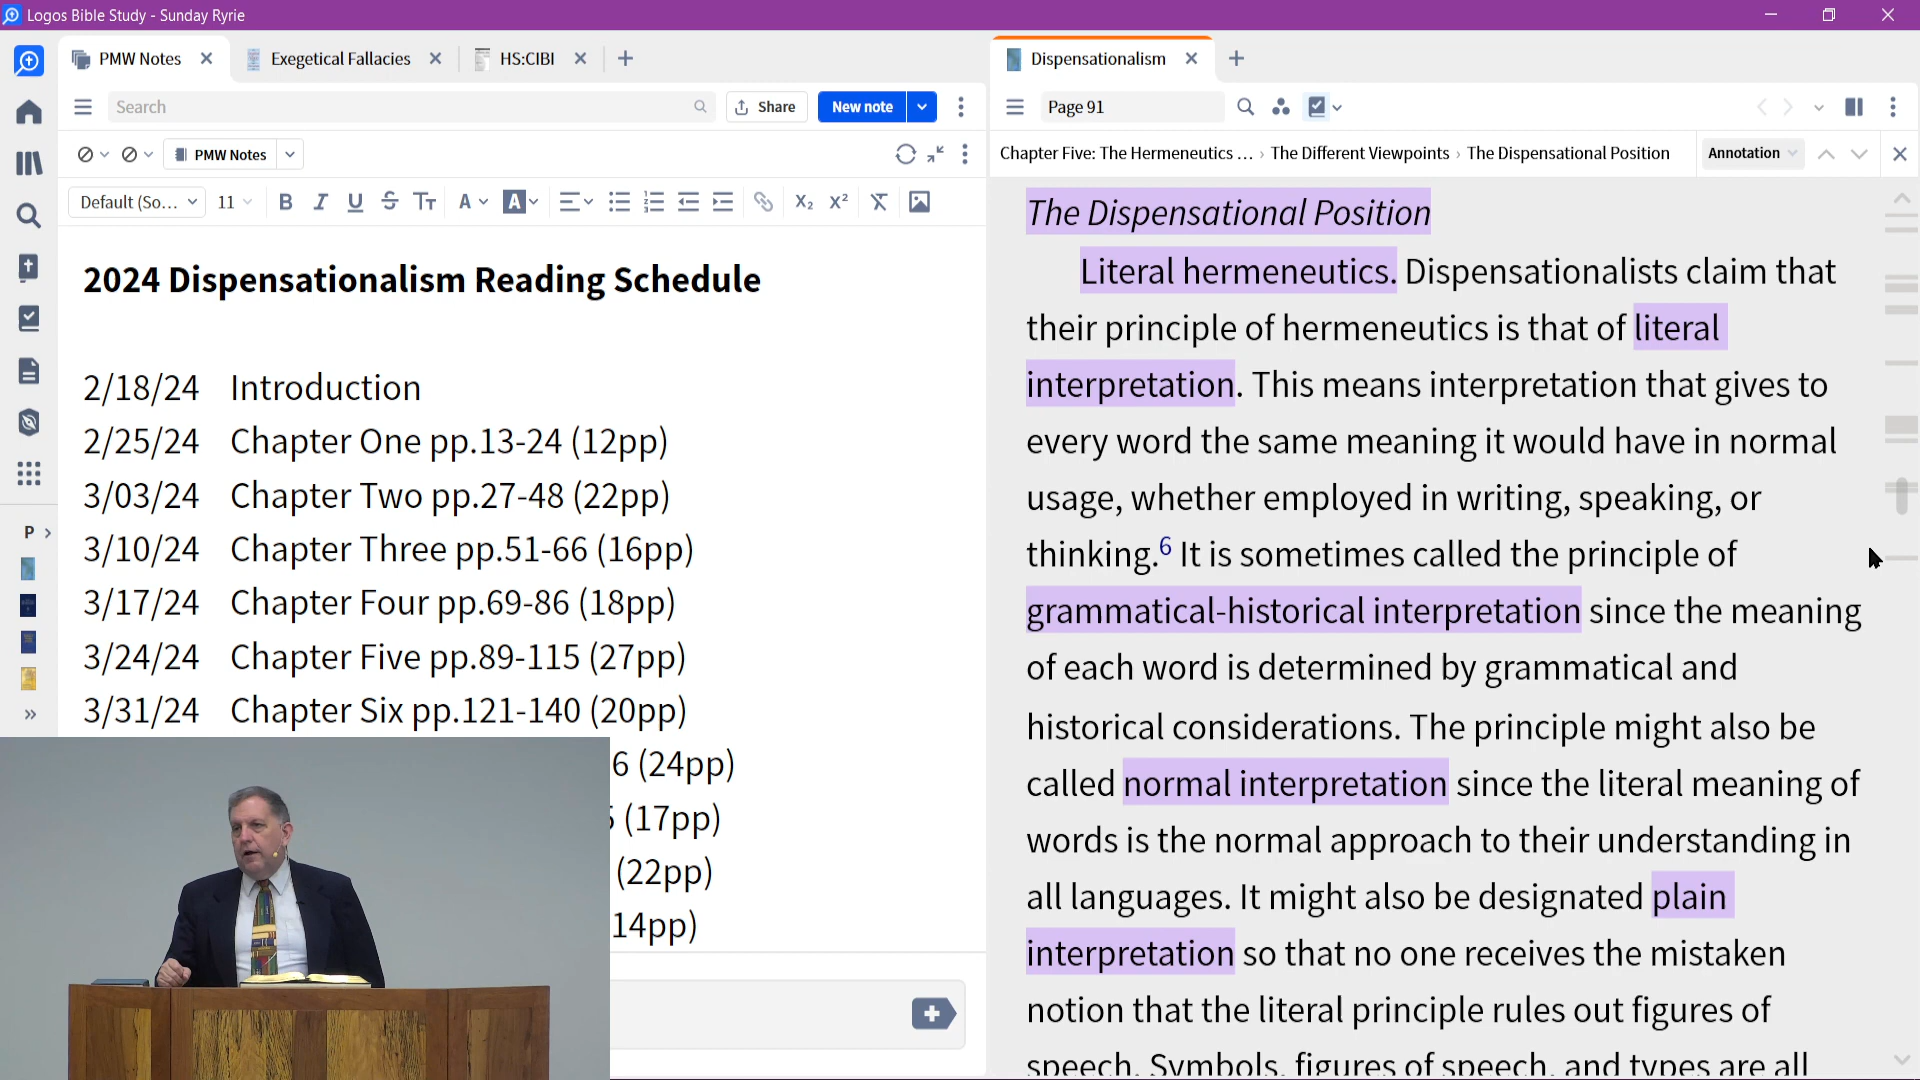 Logos Bible Study - Sunday Ryrie
PMW Notes
Exegetical Fallacies
HS:CIBI
Search
Share
New note
PMW Notes
Default (So...
11
2024 Dispensationalism Reading Schedule
2/18/24 Introduction
2/25/24 Chapter One pp.13-24 (12pp)
3/03/24 Chapter Two pp.27-48 (22pp)
3/10/24 Chapter Three pp.51-66 (16pp)
3/17/24 Chapter Four pp.69-86 (18pp)
3/24/24 Chapter Five pp.89-115 (27pp)
3/31/24 Chapter Six pp.121-140 (20pp)
6 (24pp)
(17pp)
(22pp)
14pp)
P
Dispensationalism
Page 91
Chapter Five: The Hermeneutics ... › The Different Viewpoints › The Dispensational Position
Annotation
The Dispensational Position
Literal hermeneutics. Dispensationalists claim that
their principle of hermeneutics is that of literal
interpretation. This means interpretation that gives to
every word the same meaning it would have in normal
usage, whether employed in writing, speaking, or
thinking.6 It is sometimes called the principle of
grammatical-historical interpretation since the meaning
of each word is determined by grammatical and
historical considerations. The principle might also be
called normal interpretation since the literal meaning of
words is the normal approach to their understanding in
all languages. It might also be designated plain
interpretation so that no one receives the mistaken
notion that the literal principle rules out figures of
speech. Symbols, figures of speech, and types are all